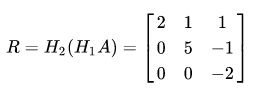 R = H₂(H₁A) = [2 1 1
0 5 −1
0 0 −2]